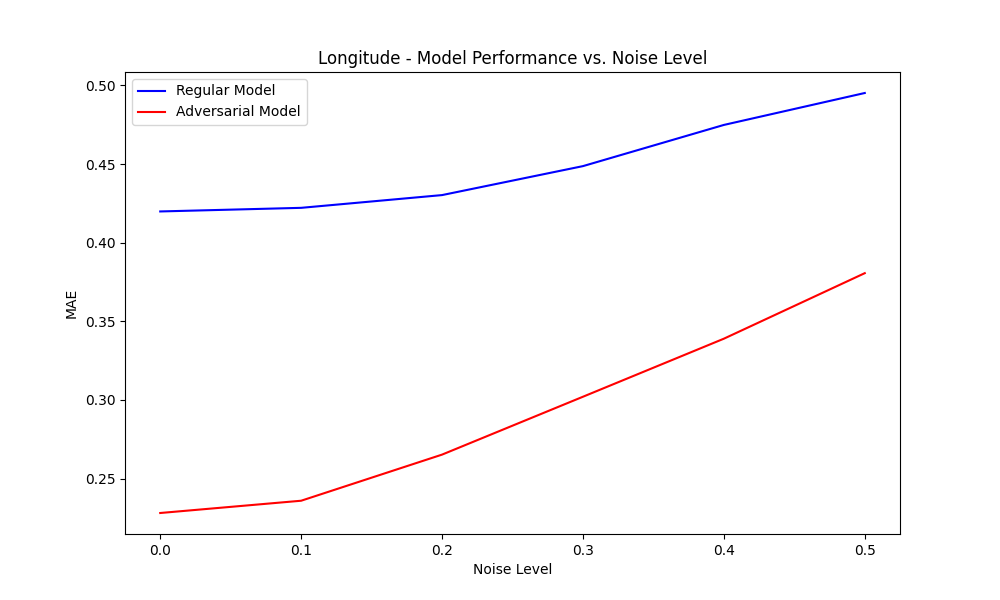 Longitude - Model Performance vs. Noise Level
Regular Model
Adversarial Model
0.50
0.45
0.40
0.35
0.30
0.25
MAE
0.0 0.1 0.2 0.3 0.4 0.5
Noise Level